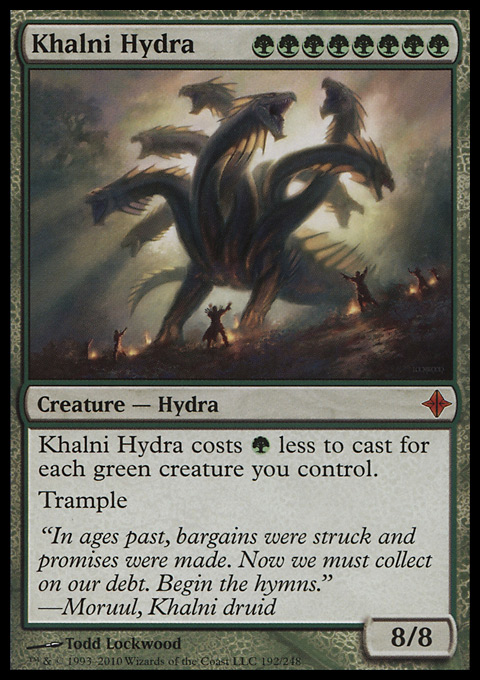 Khalni Hydra
Creature — Hydra
Khalni Hydra costs less to cast for
each green creature you control.
Trample
“In ages past, bargains were struck and
promises were made. Now we must collect
on our debt. Begin the hymns.”
—Moruul, Khalni druid
8/8
Todd Lockwood
™ & © 1993–2010 Wizards of the Coast LLC 192/248